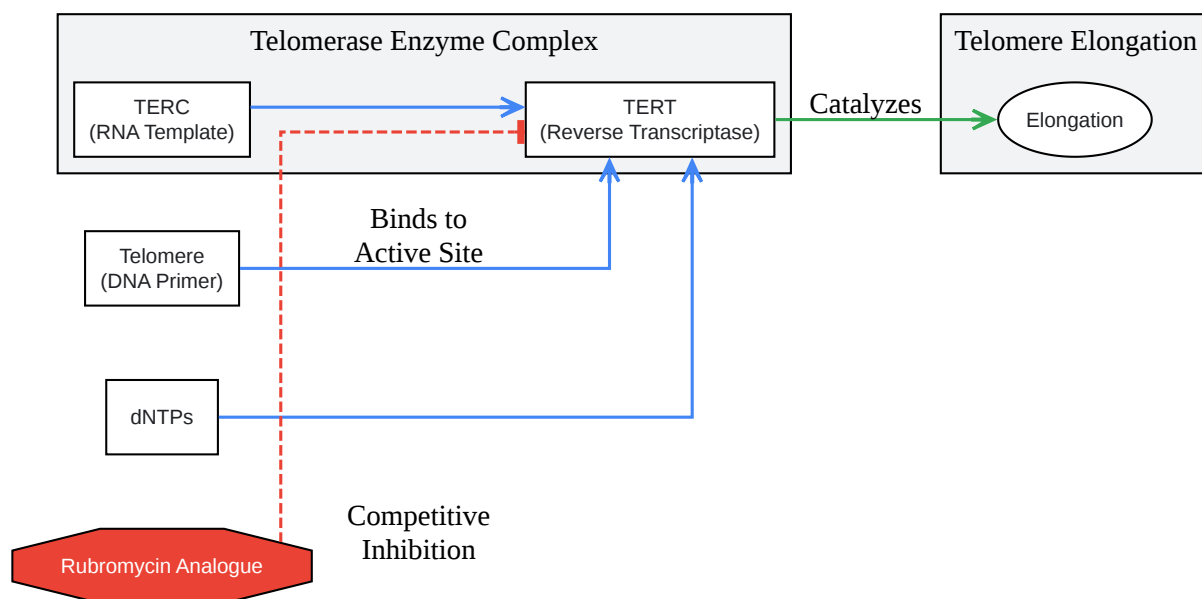 Telomerase Enzyme Complex
Telomere Elongation
TERC
(RNA Template)
TERT
(Reverse Transcriptase)
Catalyzes
Elongation
Telomere
(DNA Primer)
Binds to
Active Site
dNTPs
Competitive
Inhibition
Rubromycin Analogue